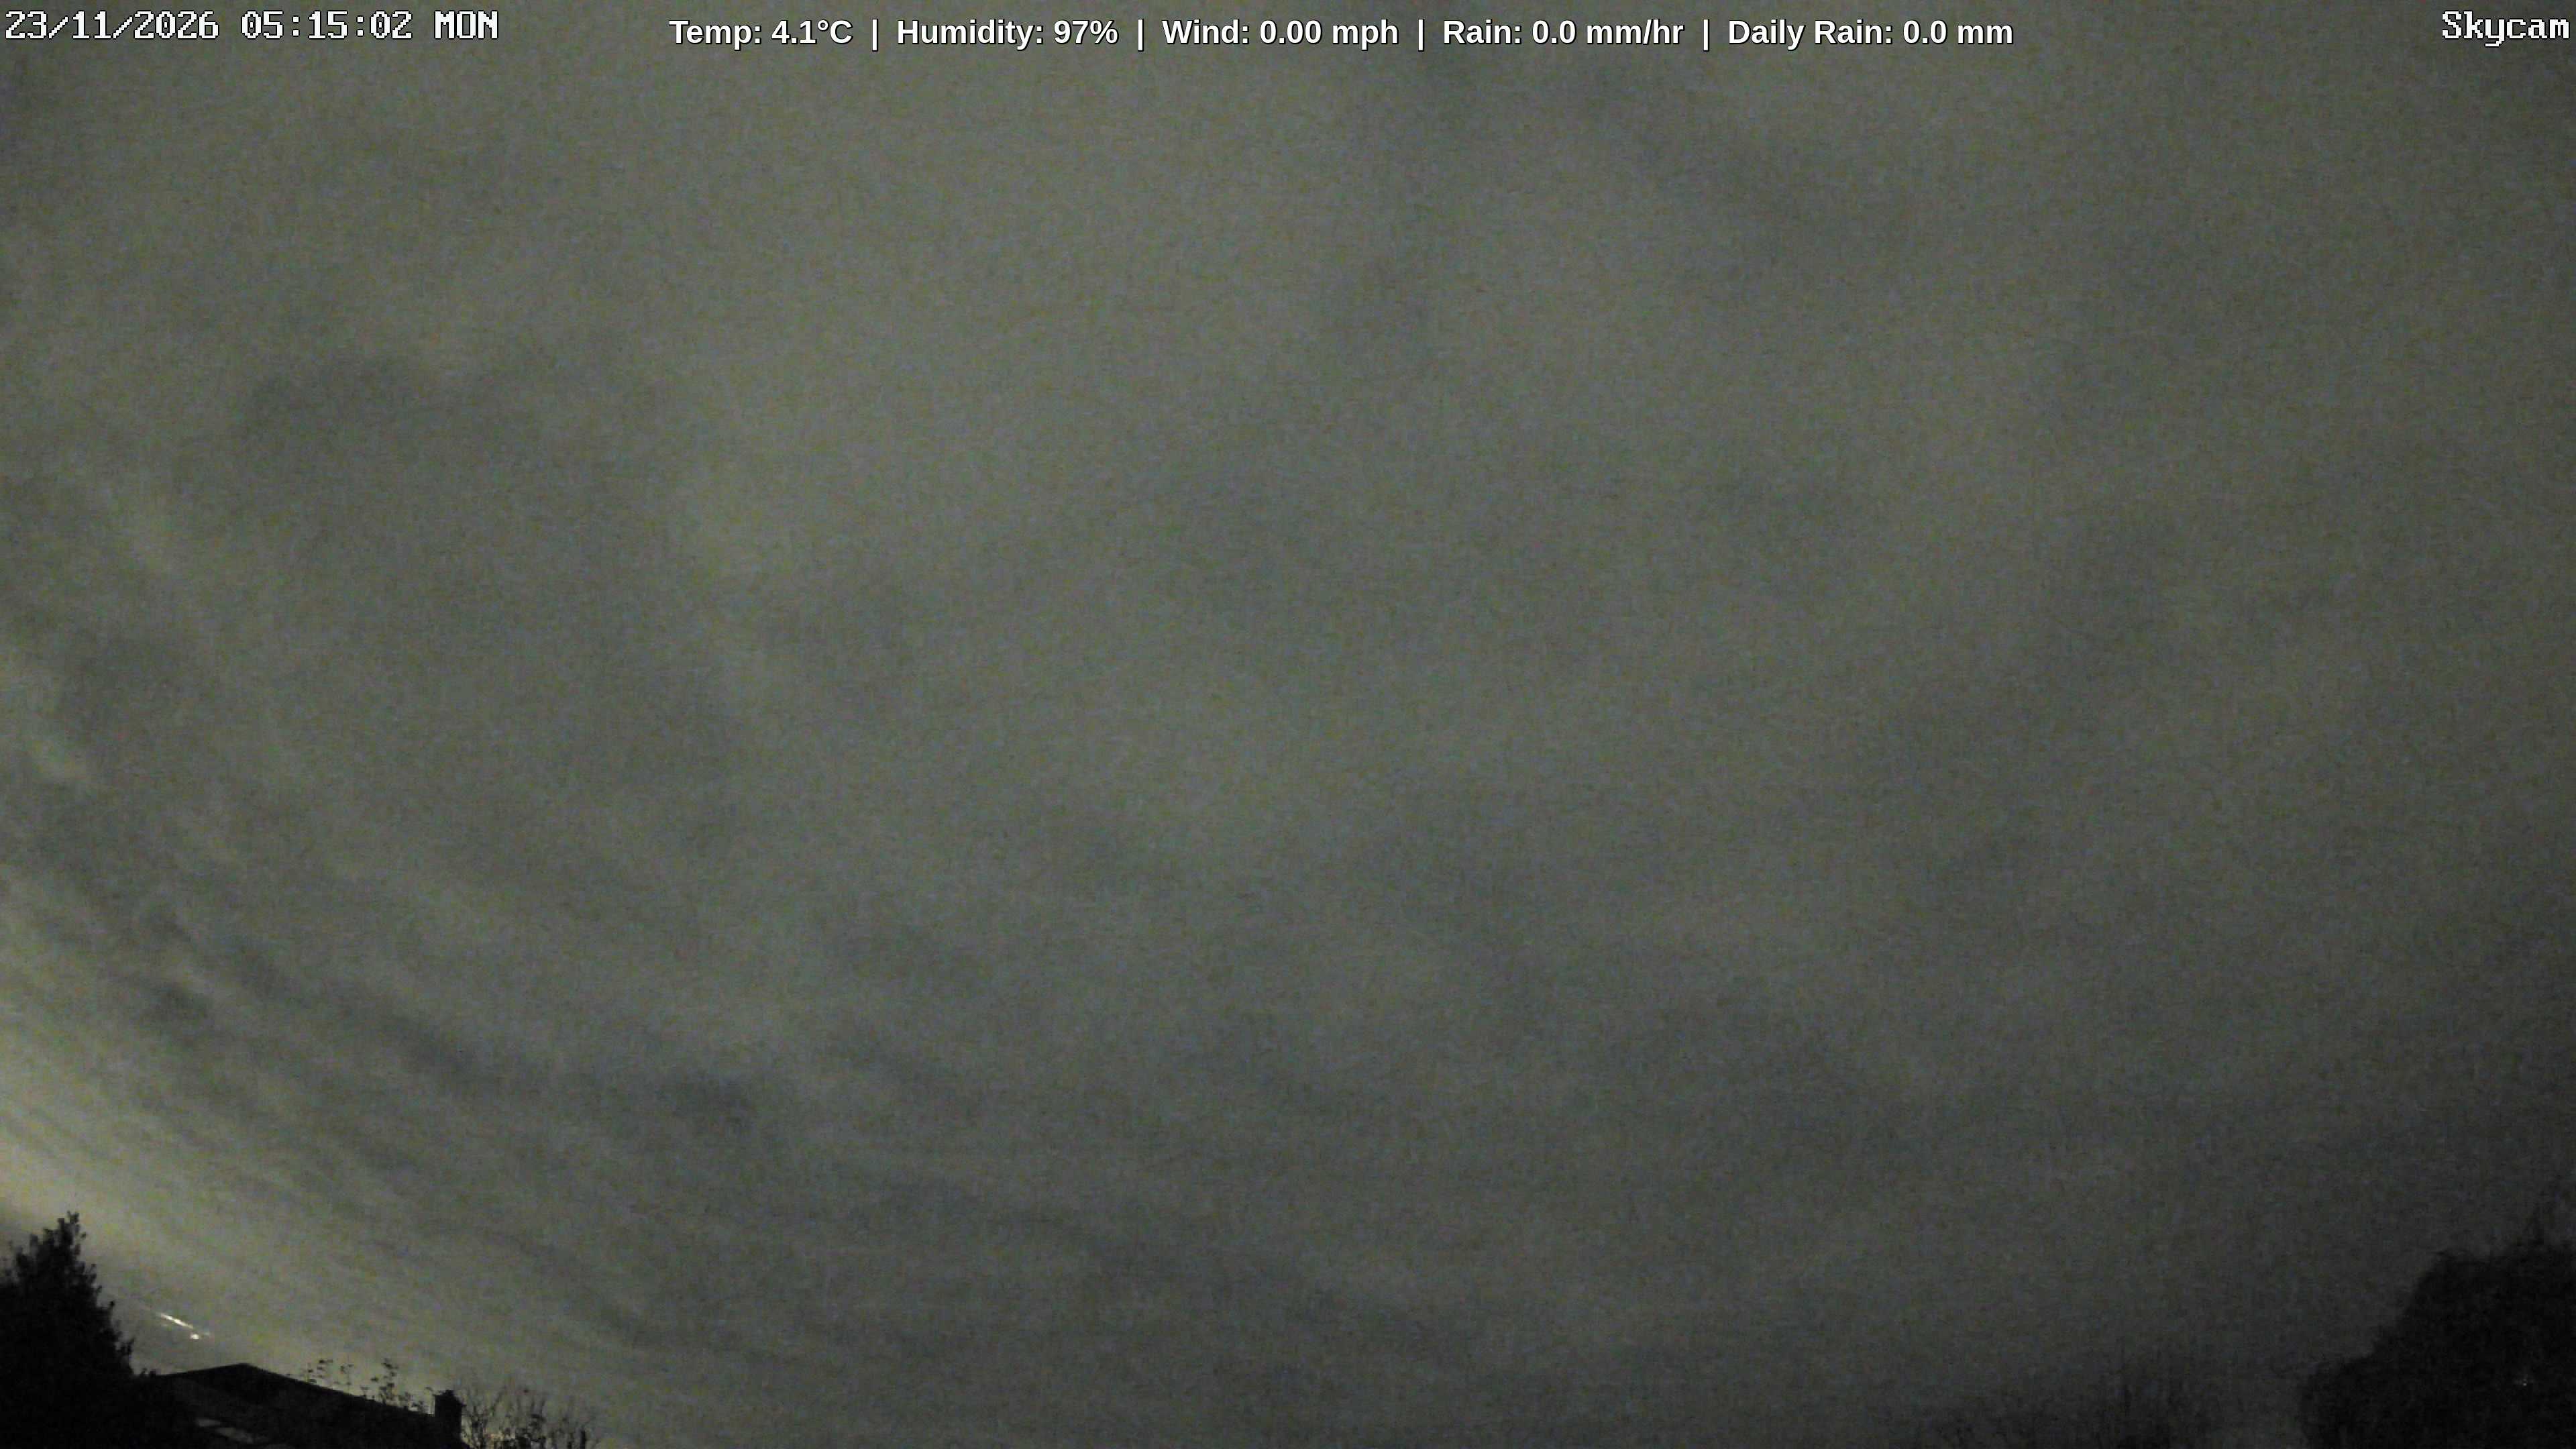 23/11/2026 05:15:02 MON
Temp: 4.1°C | Humidity: 97% | Wind: 0.00 mph | Rain: 0.0 mm/hr | Daily Rain: 0.0 mm
Skycam